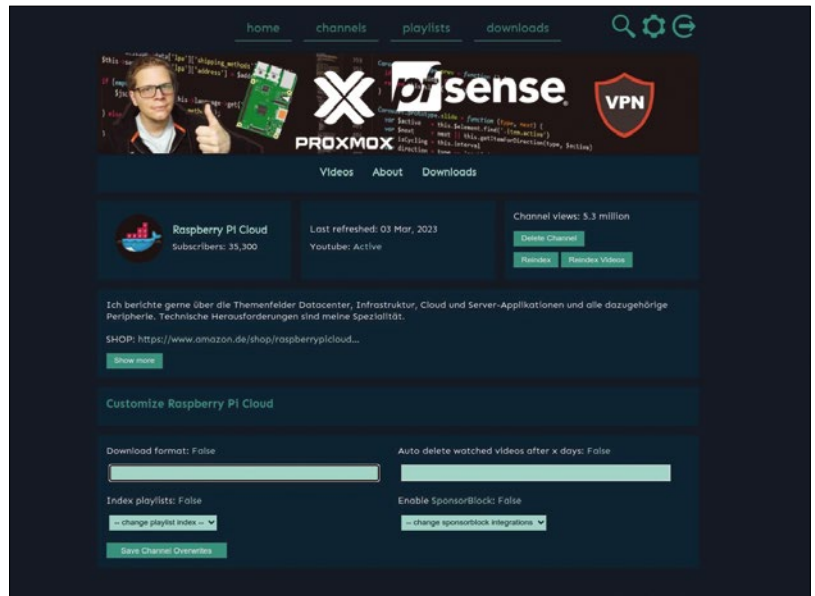 home channels playlists downloads
PROXMOX
pfsense
VPN
Videos About Downloads
Raspberry Pi Cloud
Subscribers: 35,300
Last refreshed: 03 Mar, 2023
Youtube: Active
Channel views: 5.3 million
Delete Channel
Reindex Reindex Videos
Ich berichte gerne über die Themenfelder Datacenter, Infrastruktur, Cloud und Server-Applikationen und alle dazugehörige
Peripherie. Technische Herausforderungen sind meine Spezialität.
SHOP: https://www.amazon.de/shop/raspberrypicloud...
Show more
Customize Raspberry Pi Cloud
Download format: False
Auto delete watched videos after x days: False
Index playlists: False
Enable SponsorBlock: False
-- change playlist index --
-- change sponsorblock integrations
Save Channel Overwrites